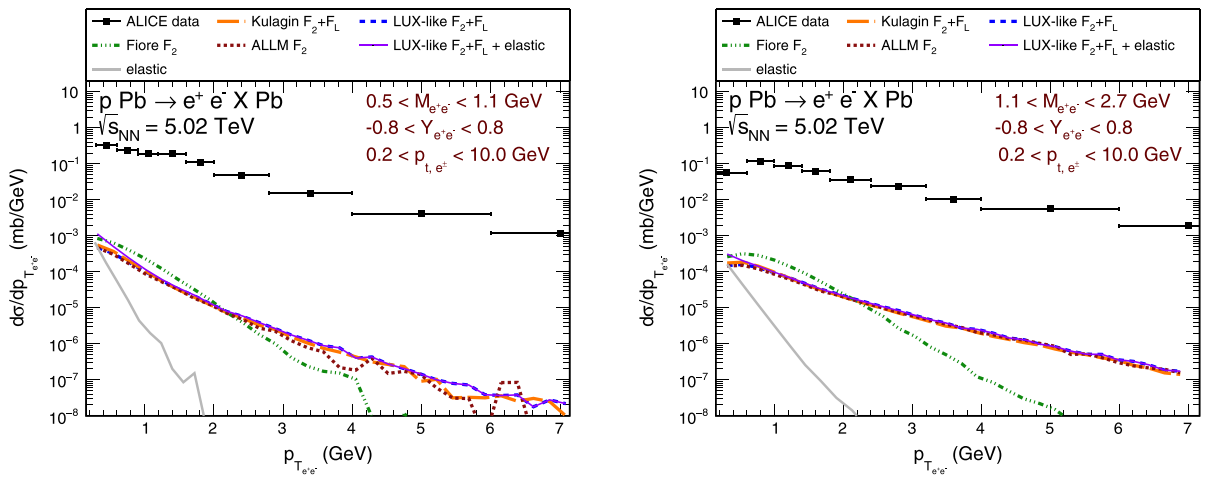 ALICE data Kulagin F2+FL LUX-like F2+FL
Fiore F2 ALLM F2 LUX-like F2+FL + elastic
elastic
p Pb → e+ e- X Pb
√sNN = 5.02 TeV
0.5 < Me+e- < 1.1 GeV
-0.8 < Ye+e- < 0.8
0.2 < pt, e± < 10.0 GeV
dσ/dpTe+e- (mb/GeV)
10
1
10−1
10−2
10−3
10−4
10−5
10−6
10−7
10−8
1 2 3 4 5 6 7
pTe+e- (GeV)
ALICE data Kulagin F2+FL LUX-like F2+FL
Fiore F2 ALLM F2 LUX-like F2+FL + elastic
elastic
p Pb → e+ e- X Pb
√sNN = 5.02 TeV
1.1 < Me+e- < 2.7 GeV
-0.8 < Ye+e- < 0.8
0.2 < pt, e± < 10.0 GeV
dσ/dpTe+e- (mb/GeV)
10
1
10−1
10−2
10−3
10−4
10−5
10−6
10−7
10−8
1 2 3 4 5 6 7
pTe+e- (GeV)